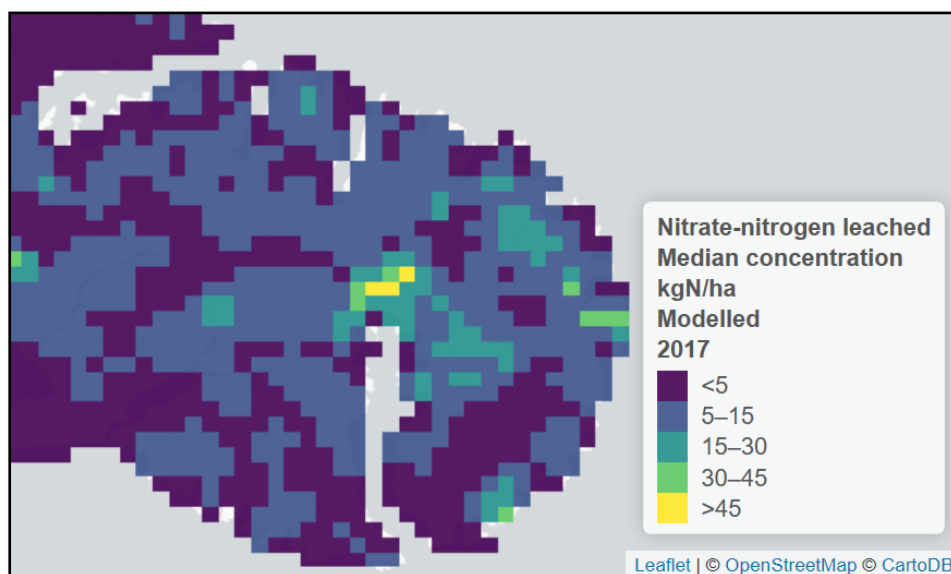 Nitrate-nitrogen leached
Median concentration
kgN/ha
Modelled
2017
<5
5–15
15–30
30–45
>45
Leaflet | © OpenStreetMap © CartoDB